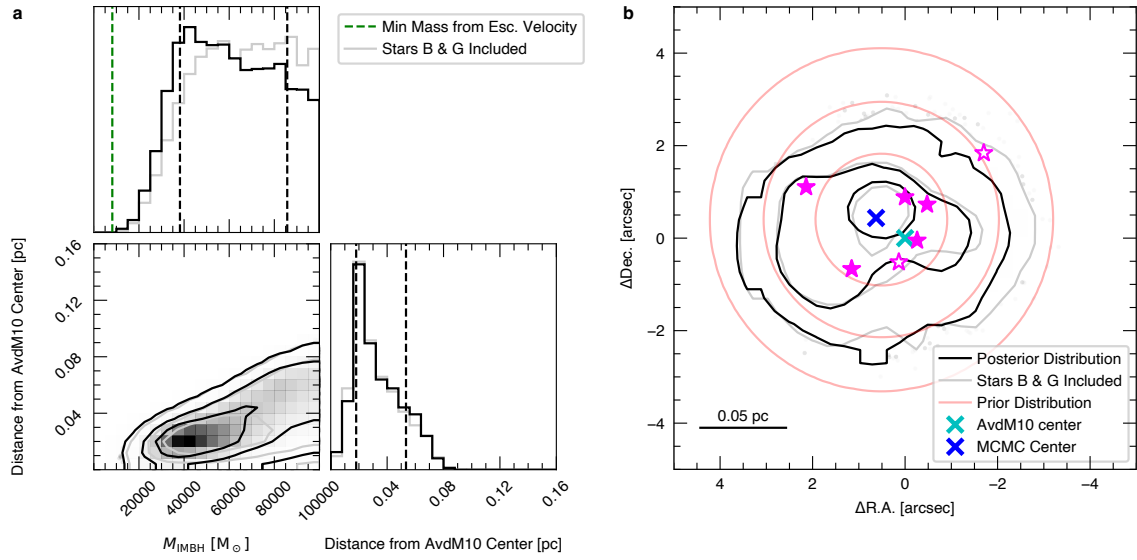 a
Min Mass from Esc. Velocity
Stars B & G Included
Distance from AvdM10 Center [pc]
0.16
0.12
0.08
0.04
20000
40000
60000
80000
100000
M_IMBH [M_⊙]
0.04
0.08
0.12
0.16
Distance from AvdM10 Center [pc]
b
4
2
0
−2
−4
ΔDec. [arcsec]
0.05 pc
Posterior Distribution
Stars B & G Included
Prior Distribution
AvdM10 center
MCMC Center
4 2 0 −2 −4
ΔR.A. [arcsec]